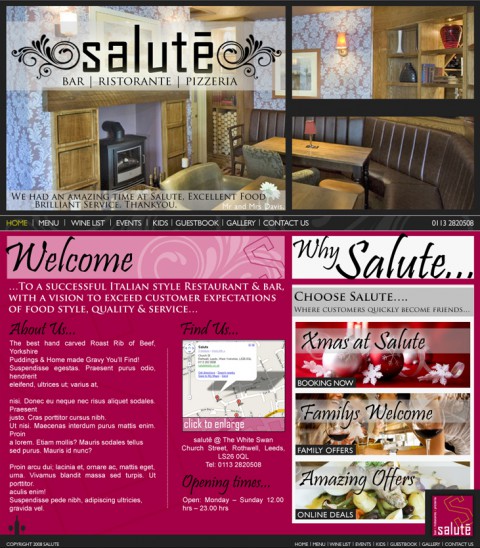 salutē
BAR | RISTORANTE | PIZZERIA
We had an amazing time at Salute, Excellent Food
Brilliant Service. Thankyou.
Mr and Mrs Davis.
HOME | MENU | WINE LIST | EVENTS | KIDS | GUESTBOOK | GALLERY | CONTACT US
0113 2820508
Welcome
...To a successful Italian style Restaurant & bar,
with a vision to exceed customer expectations
of food style, quality & service...
About Us...
The best hand carved Roast Rib of Beef,
Yorkshire
Puddings & Home made Gravy You'll Find!
Suspendisse egestas. Praesent purus odio,
hendrerit
eleifend, ultrices ut; varius at,
nisi. Donec eu neque nec risus aliquet sodales.
Praesent
justo. Cras porttitor cursus nibh.
Ut nisi. Maecenas interdum purus mattis enim.
Proin
a lorem. Etiam mollis? Mauris sodales tellus
sed purus. Mauris id nunc?
Proin arcu dui; lacinia et, ornare ac, mattis eget,
urna. Vivamus blandit massa sed turpis. Ut
porttitor.
aculis enim!
Suspendisse pede nibh, adipiscing ultricies,
gravida vel.
Find Us...
Salute
click to enlarge
salutē @ The White Swan
Church Street, Rothwell, Leeds,
LS26 0QL
Tel: 0113 2820508
Opening times...
Open: Monday – Sunday 12.00
hrs – 23.00 hrs
Why
Salute...
Choose Salute....
Where customers quickly become friends...
Xmas at Salute
BOOKING NOW
Familys Welcome
FAMILY OFFERS
Amazing Offers
ONLINE DEALS
S
salutē
COPYRIGHT 2008 SALUTE
HOME | MENU | WINE LIST | EVENTS | KIDS | GUESTBOOK | GALLERY | CONTACT US